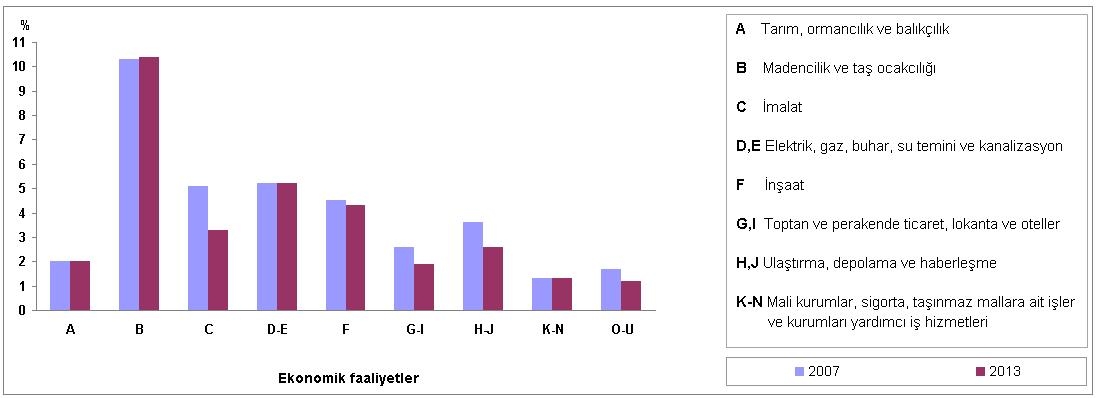 %
11
10
9
8
7
6
5
4
3
2
1
0
A B C D-E F G-I H-J K-N O-U
Ekonomik faaliyetler
A Tarım, ormancılık ve balıkçılık
B Madencilik ve taş ocakcılığı
C İmalat
D,E Elektrik, gaz, buhar, su temini ve kanalizasyon
F İnşaat
G,I Toptan ve perakende ticaret, lokanta ve oteller
H,J Ulaştırma, depolama ve haberleşme
K-N Mali kurumlar, sigorta, taşınmaz mallara ait işler
ve kurumları yardımcı iş hizmetleri
2007 2013